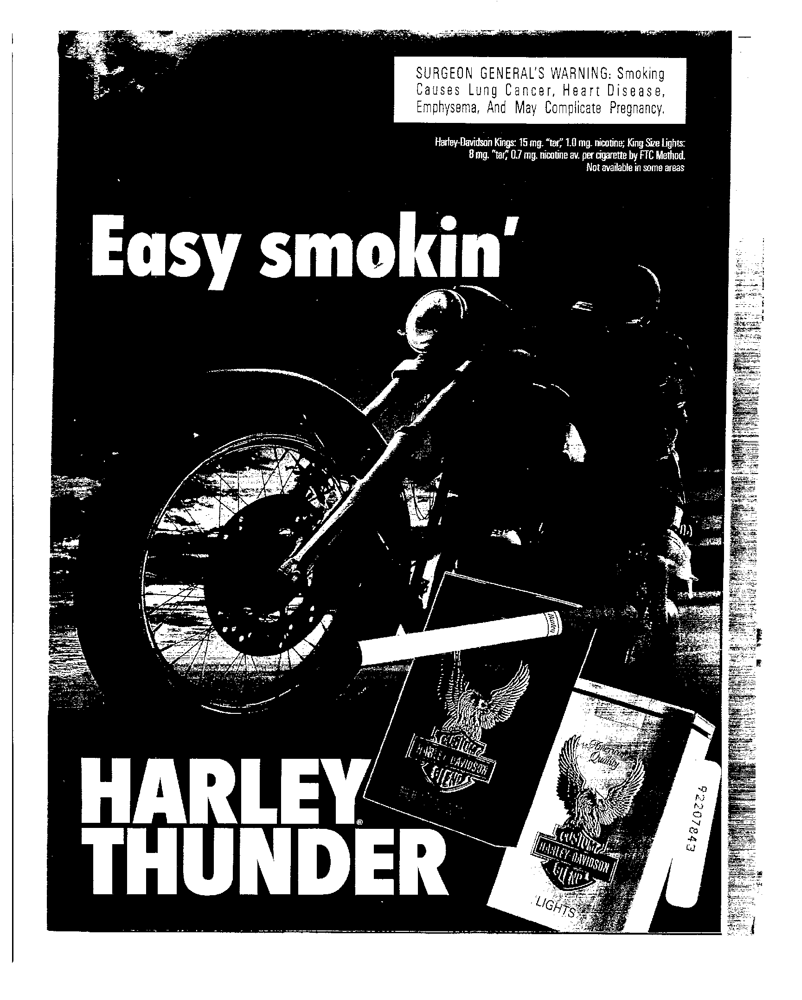 SURGEON GENERAL'S WARNING: Smoking
Causes Lung Cancer, Heart Disease,
Emphysema, And May Complicate Pregnancy.
Harley-Davidson Kings: 15 mg. "tar," 1.0 mg. nicotine; King Size Lights:
8 mg. "tar," 0.7 mg. nicotine av. per cigarette by FTC Method.
Not available in some areas
Easy smokin'
HARLEY®
THUNDER
CUSTOM
HARLEY-DAVIDSON
BLEND
American
Quality
CUSTOM
HARLEY-DAVIDSON
BLEND
LIGHTS
92207843